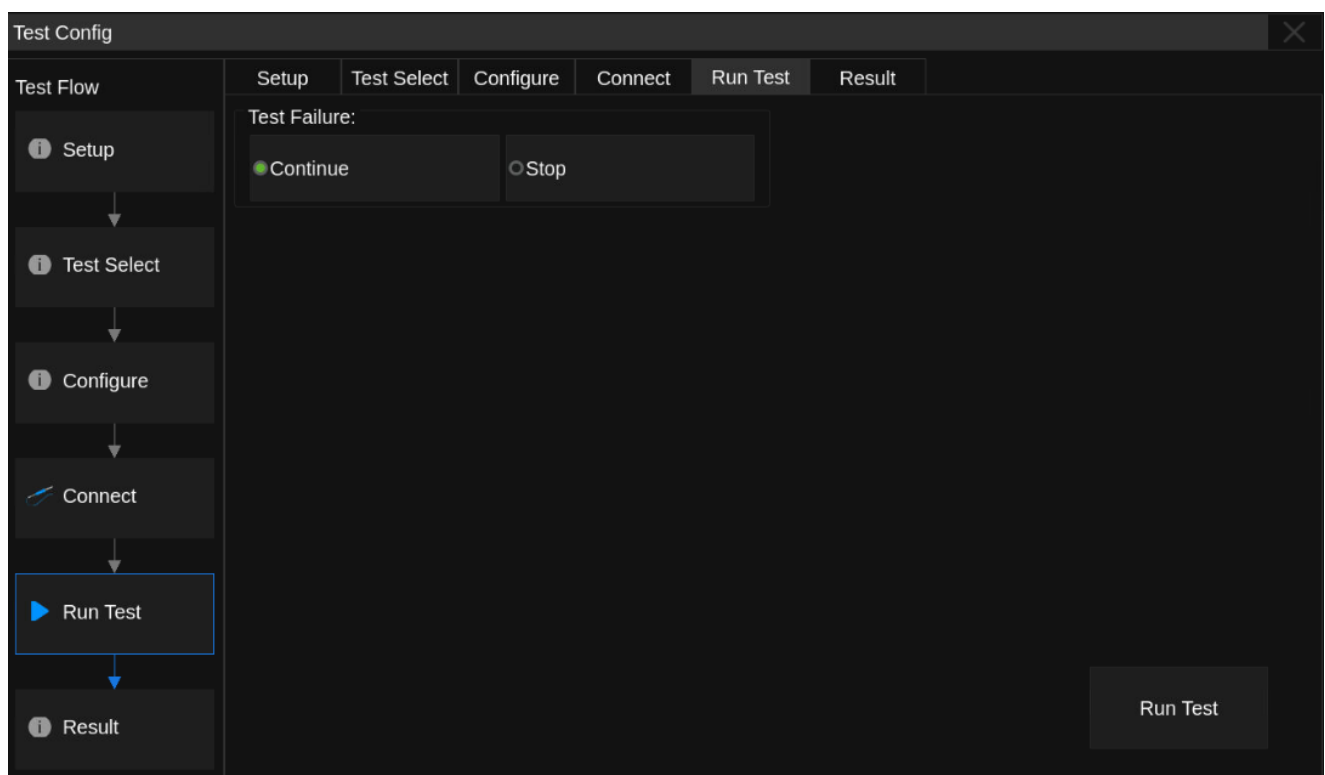 Test Config
Test Flow
Setup
Test Select
Configure
Connect
Run Test
Result
Setup Test Select Configure Connect Run Test Result
Test Failure:
Continue Stop
Run Test